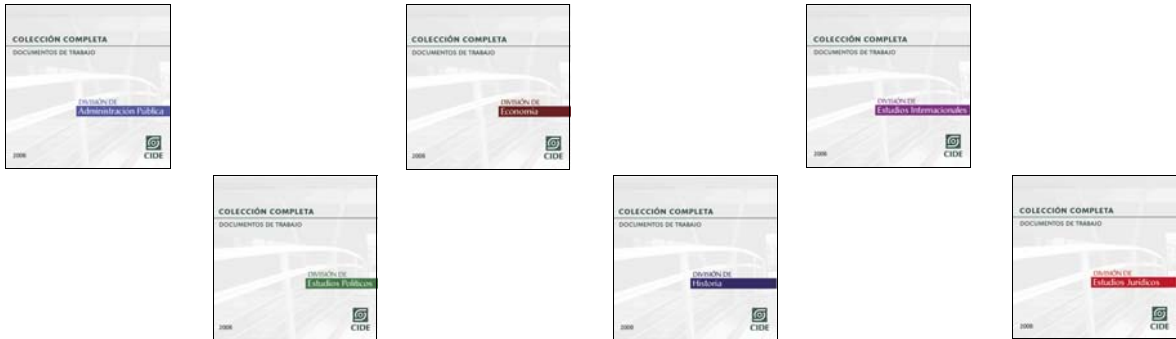 COLECCIÓN COMPLETA
DOCUMENTOS DE TRABAJO
DIVISIÓN DE
Administración Pública
2008
CIDE
COLECCIÓN COMPLETA
DOCUMENTOS DE TRABAJO
DIVISIÓN DE
Economía
2008
CIDE
COLECCIÓN COMPLETA
DOCUMENTOS DE TRABAJO
DIVISIÓN DE
Estudios Internacionales
2008
CIDE
COLECCIÓN COMPLETA
DOCUMENTOS DE TRABAJO
DIVISIÓN DE
Estudios Políticos
2008
CIDE
COLECCIÓN COMPLETA
DOCUMENTOS DE TRABAJO
DIVISIÓN DE
Historia
2008
CIDE
COLECCIÓN COMPLETA
DOCUMENTOS DE TRABAJO
DIVISIÓN DE
Estudios Jurídicos
2008
CIDE